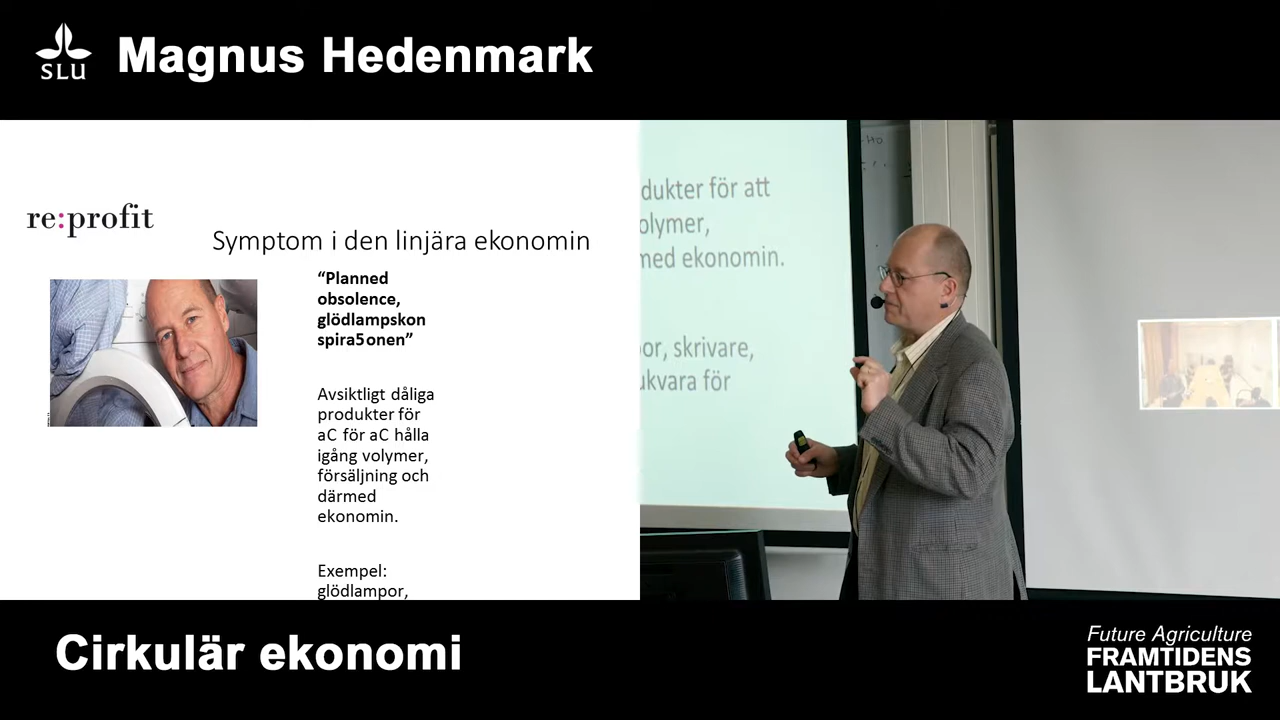 SLU
Magnus Hedenmark
re:profit
Symptom i den linjära ekonomin
“Planned
obsolence,
glödlampskon
spira5onen”
Avsiktligt dåliga
produkter för
aC för aC hålla
igång volymer,
försäljning och
därmed
ekonomin.
Exempel:
glödlampor,
dukter för att
olymer,
med ekonomin.
or, skrivare,
ukvara för
Cirkulär ekonomi
Future Agriculture
FRAMTIDENS
LANTBRUK